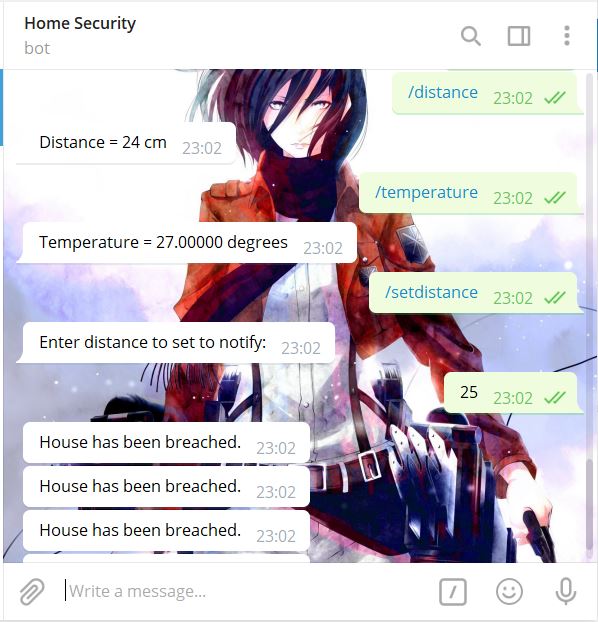 Home Security
bot
/distance 23:02
Distance = 24 cm 23:02
/temperature 23:02
Temperature = 27.00000 degrees 23:02
/setdistance 23:02
Enter distance to set to notify: 23:02
25 23:02
House has been breached. 23:02
House has been breached. 23:02
House has been breached. 23:02
Write a message...